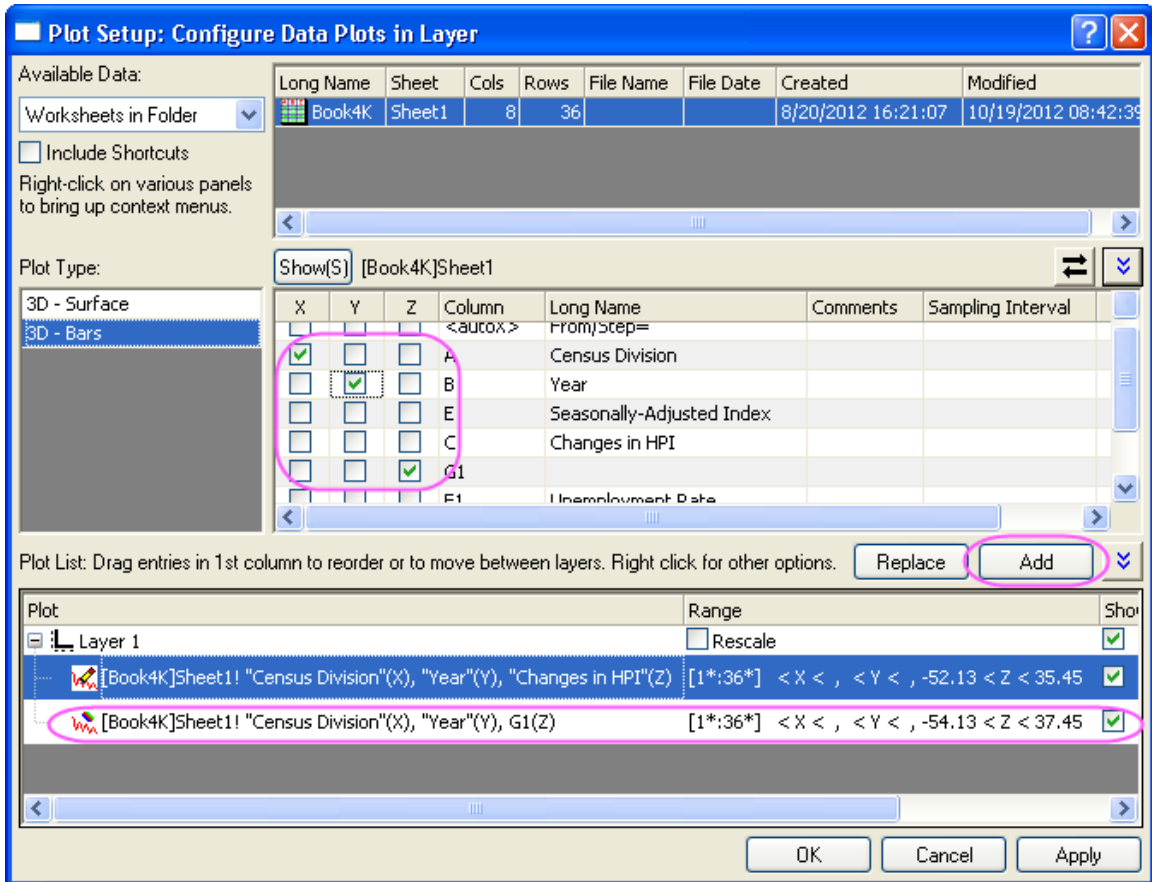 Plot Setup: Configure Data Plots in Layer
Available Data:
Worksheets in Folder
Include Shortcuts
Right-click on various panels
to bring up context menus.
Long Name Sheet Cols Rows File Name File Date Created Modified
Book4K Sheet1 8 36 8/20/2012 16:21:07 10/19/2012 08:42:39
Plot Type:
3D - Surface
3D - Bars
Show(S) [Book4K]Sheet1
X Y Z Column Long Name Comments Sampling Interval
<autoX> From/Step=
A Census Division
B Year
E Seasonally-Adjusted Index
C Changes in HPI
G1
Unemployment Rate
Plot List: Drag entries in 1st column to reorder or to move between layers. Right click for other options. Replace Add
Plot Range
Layer 1 Rescale
[Book4K]Sheet1! "Census Division"(X), "Year"(Y), "Changes in HPI"(Z) [1*:36*] < X < , < Y < , -52.13 < Z < 35.45
[Book4K]Sheet1! "Census Division"(X), "Year"(Y), G1(Z) [1*:36*] < X < , < Y < , -54.13 < Z < 37.45
OK Cancel Apply